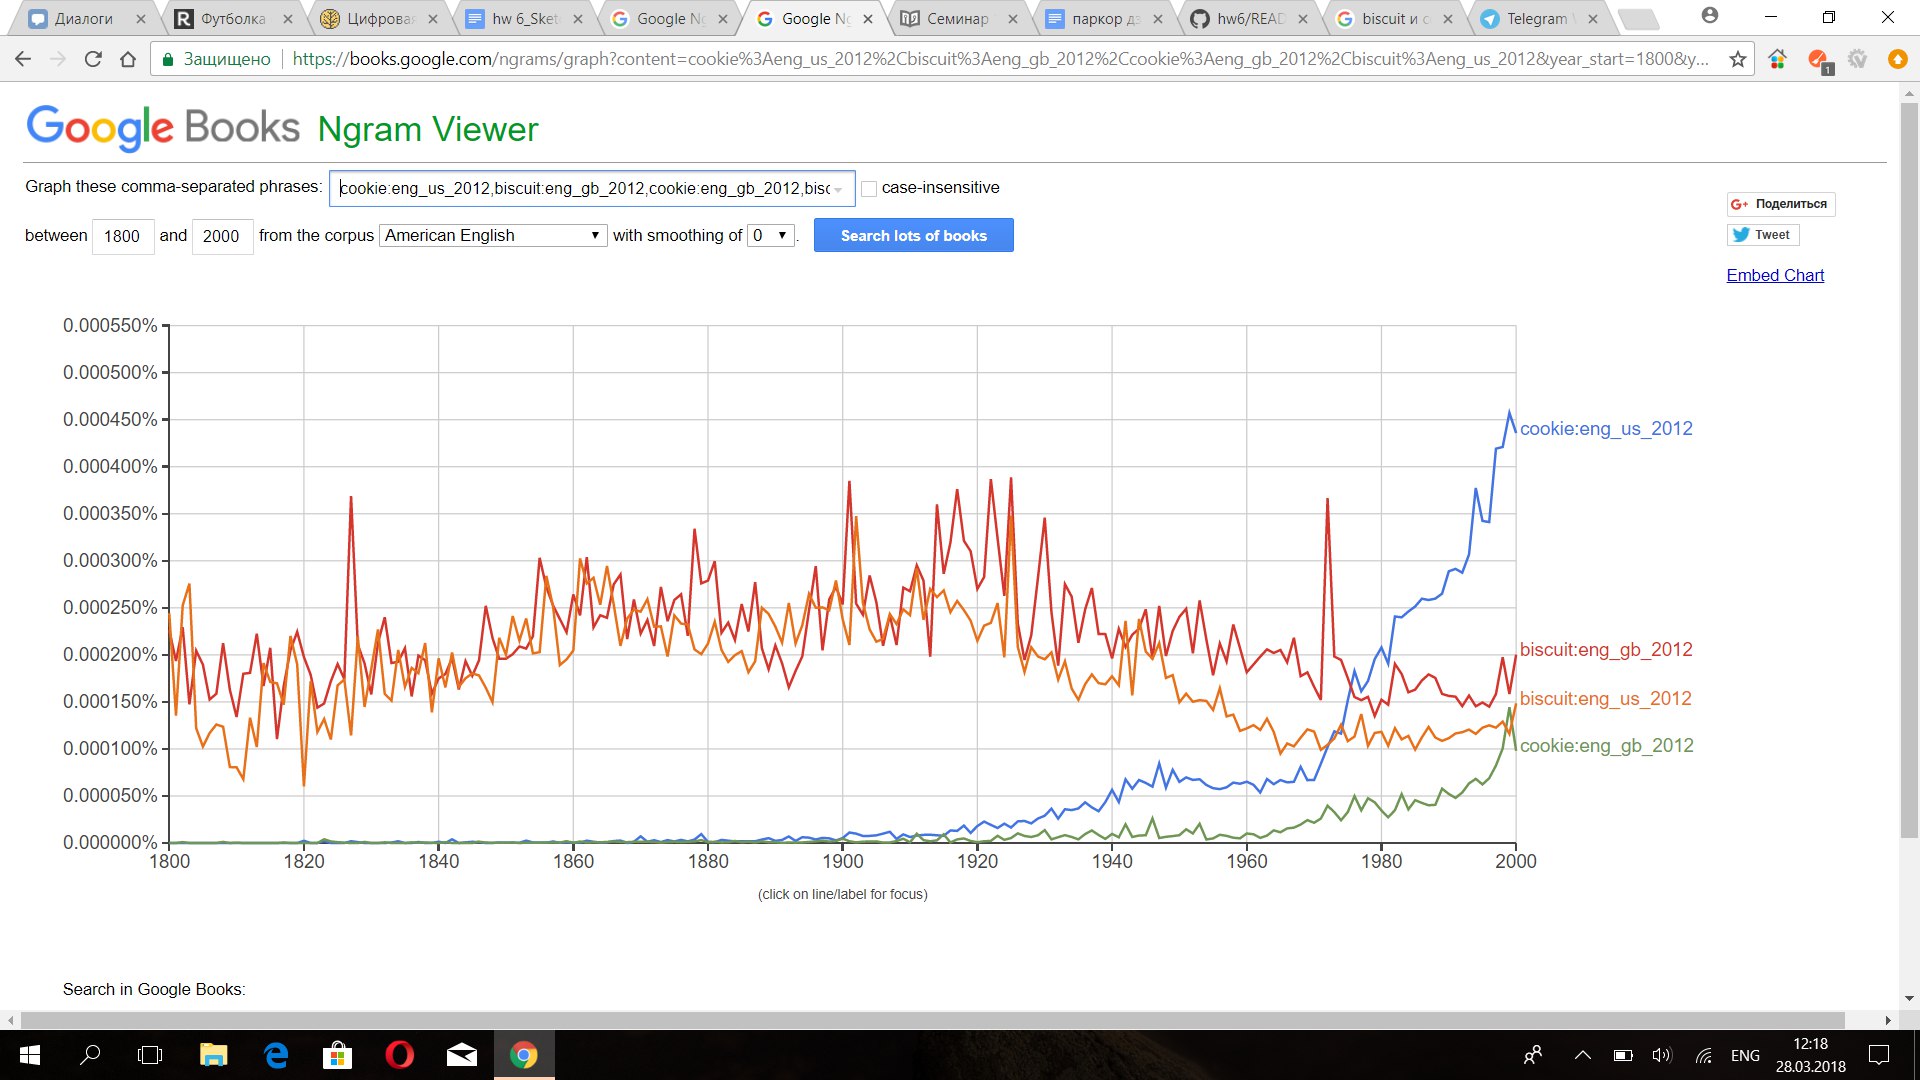 Диалоги
Футболка
Цифровая
hw 6_Sket
Google Ng
Google Ng
Семинар
паркор дз
hw6/READ
biscuit и c
Telegram
Защищено
https://books.google.com/ngrams/graph?content=cookie%3Aeng_us_2012%2Cbiscuit%3Aeng_gb_2012%2Ccookie%3Aeng_gb_2012%2Cbiscuit%3Aeng_us_2012&year_start=1800&y...
1
Google Books Ngram Viewer
Graph these comma-separated phrases: cookie:eng_us_2012,biscuit:eng_gb_2012,cookie:eng_gb_2012,bisc case-insensitive
between 1800 and 2000 from the corpus American English with smoothing of 0 . Search lots of books
G+ Поделиться
Tweet
Embed Chart
0.000550%
0.000500%
0.000450%
0.000400%
0.000350%
0.000300%
0.000250%
0.000200%
0.000150%
0.000100%
0.000050%
0.000000%
cookie:eng_us_2012
biscuit:eng_gb_2012
biscuit:eng_us_2012
cookie:eng_gb_2012
1800 1820 1840 1860 1880 1900 1920 1940 1960 1980 2000
(click on line/label for focus)
Search in Google Books:
ENG
12:18
28.03.2018